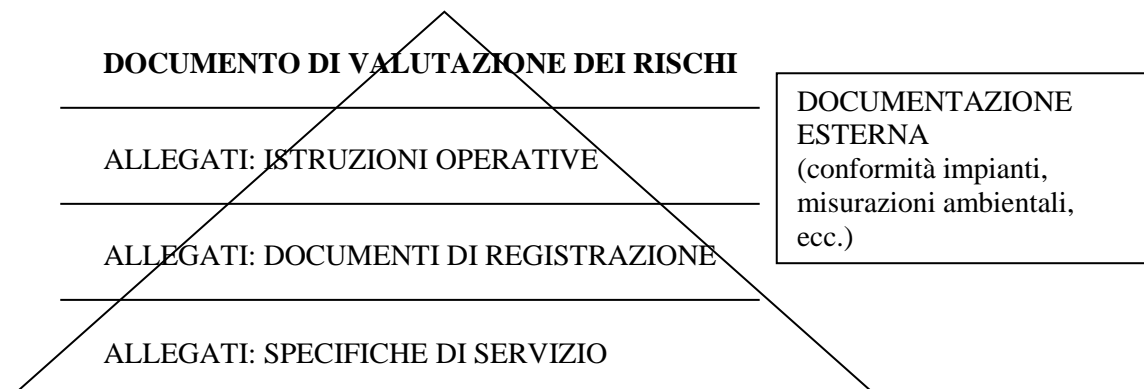 DOCUMENTO DI VALUTAZIONE DEI RISCHI
ALLEGATI: ISTRUZIONI OPERATIVE
ALLEGATI: DOCUMENTI DI REGISTRAZIONE
ALLEGATI: SPECIFICHE DI SERVIZIO
DOCUMENTAZIONE
ESTERNA
(conformità impianti,
misurazioni ambientali,
ecc.)